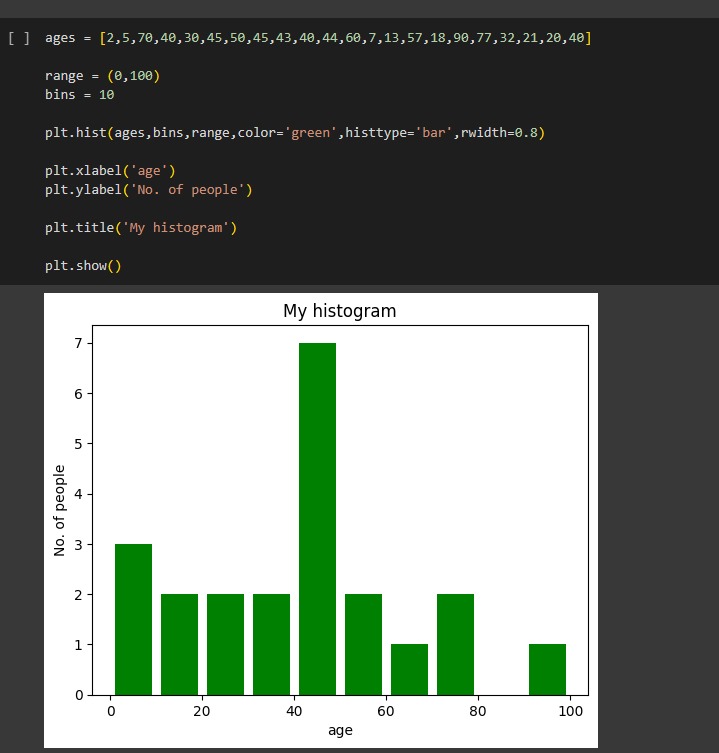 [ ] ages = [2,5,70,40,30,45,50,45,43,40,44,60,7,13,57,18,90,77,32,21,20,40]
range = (0,100)
bins = 10
plt.hist(ages,bins,range,color='green',histtype='bar',rwidth=0.8)
plt.xlabel('age')
plt.ylabel('No. of people')
plt.title('My histogram')
plt.show()
My histogram
7
6
5
4
3
2
1
0
No. of people
0 20 40 60 80 100
age